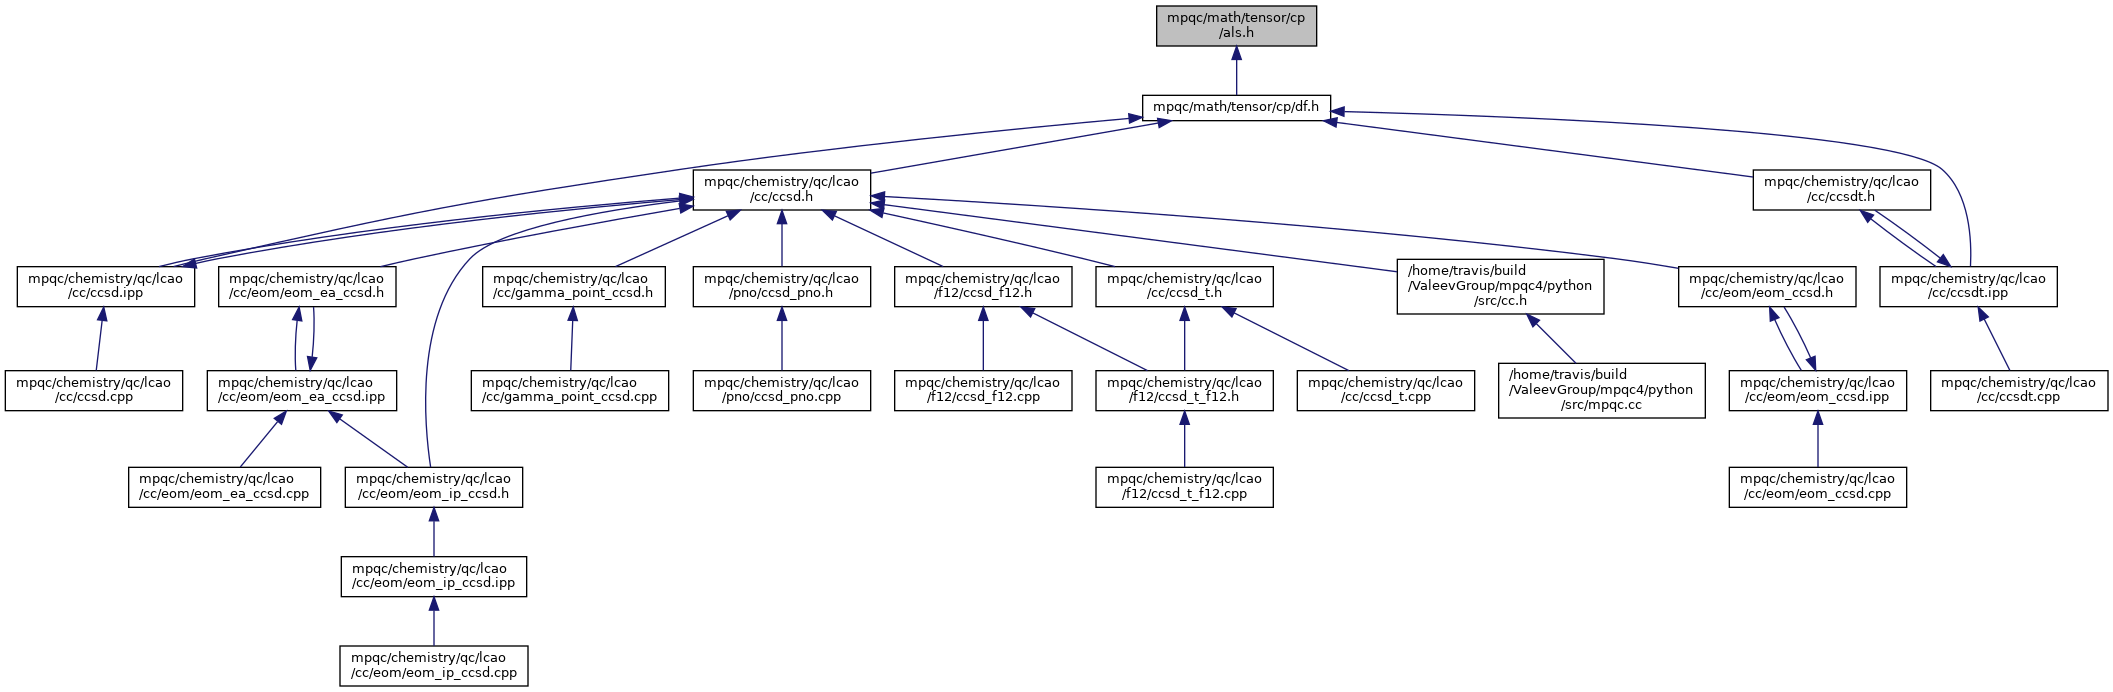 mpqc/math/tensor/cp
/als.h
mpqc/math/tensor/cp/df.h
mpqc/chemistry/qc/lcao
/cc/ccsd.h
mpqc/chemistry/qc/lcao
/cc/ccsdt.h
mpqc/chemistry/qc/lcao
/cc/ccsd.ipp
mpqc/chemistry/qc/lcao
/cc/eom/eom_ea_ccsd.h
mpqc/chemistry/qc/lcao
/cc/gamma_point_ccsd.h
mpqc/chemistry/qc/lcao
/pno/ccsd_pno.h
mpqc/chemistry/qc/lcao
/f12/ccsd_f12.h
mpqc/chemistry/qc/lcao
/cc/ccsd_t.h
/home/travis/build
/ValeevGroup/mpqc4/python
/src/cc.h
mpqc/chemistry/qc/lcao
/cc/eom/eom_ccsd.h
mpqc/chemistry/qc/lcao
/cc/ccsdt.ipp
mpqc/chemistry/qc/lcao
/cc/ccsd.cpp
mpqc/chemistry/qc/lcao
/cc/eom/eom_ea_ccsd.ipp
mpqc/chemistry/qc/lcao
/cc/gamma_point_ccsd.cpp
mpqc/chemistry/qc/lcao
/pno/ccsd_pno.cpp
mpqc/chemistry/qc/lcao
/f12/ccsd_f12.cpp
mpqc/chemistry/qc/lcao
/f12/ccsd_t_f12.h
mpqc/chemistry/qc/lcao
/cc/ccsd_t.cpp
/home/travis/build
/ValeevGroup/mpqc4/python
/src/mpqc.cc
mpqc/chemistry/qc/lcao
/cc/eom/eom_ccsd.ipp
mpqc/chemistry/qc/lcao
/cc/ccsdt.cpp
mpqc/chemistry/qc/lcao
/cc/eom/eom_ea_ccsd.cpp
mpqc/chemistry/qc/lcao
/cc/eom/eom_ip_ccsd.h
mpqc/chemistry/qc/lcao
/f12/ccsd_t_f12.cpp
mpqc/chemistry/qc/lcao
/cc/eom/eom_ccsd.cpp
mpqc/chemistry/qc/lcao
/cc/eom/eom_ip_ccsd.ipp
mpqc/chemistry/qc/lcao
/cc/eom/eom_ip_ccsd.cpp